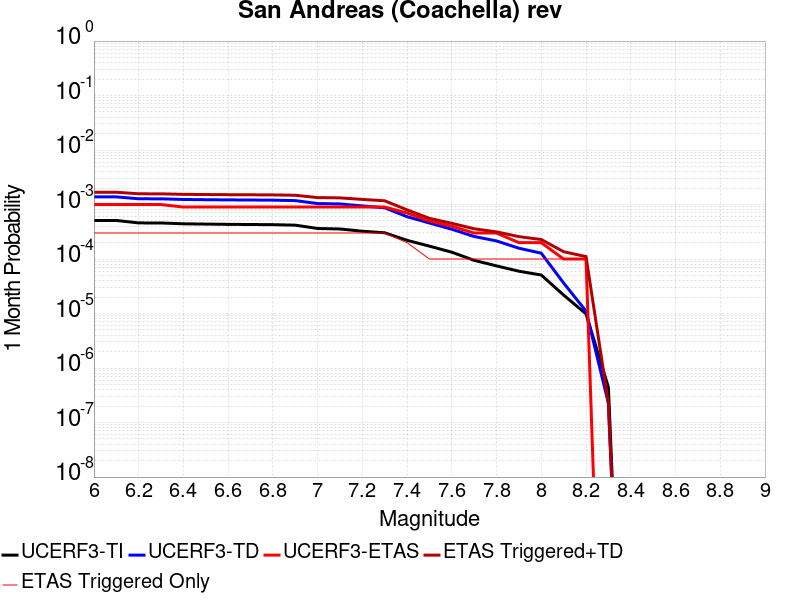 San Andreas (Coachella) rev
10^0
10^-1
10^-2
10^-3
10^-4
10^-5
10^-6
10^-7
10^-8
1 Month Probability
6 6.2 6.4 6.6 6.8 7 7.2 7.4 7.6 7.8 8 8.2 8.4 8.6 8.8 9
Magnitude
UCERF3-TI UCERF3-TD UCERF3-ETAS ETAS Triggered+TD
ETAS Triggered Only